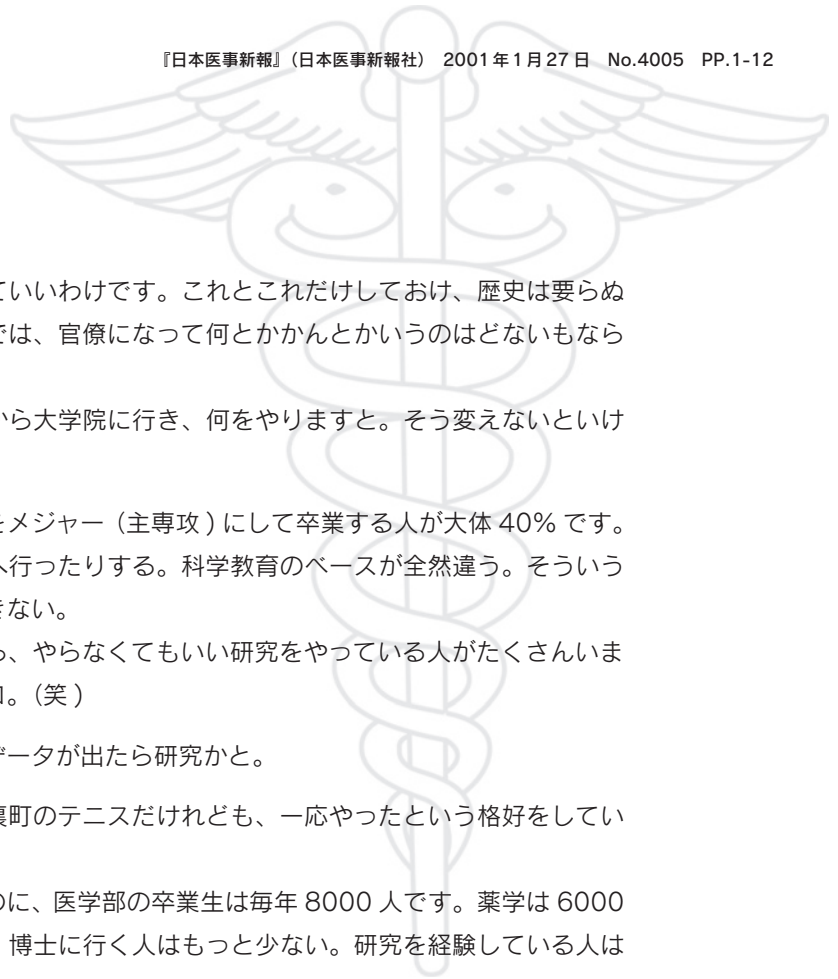 『日本医事新報』（日本医事新報社） 2001年1月27日 No.4005 PP.1-12
ていいわけです。これとこれだけしておけ、歴史は要らぬ
では、官僚になって何とかかんとかいうのはどないもなら
から大学院に行き、何をやりますと。そう変えないといけ
をメジャー（主専攻）にして卒業する人が大体 40% です。
へ行ったりする。科学教育のベースが全然違う。そういう
きない。
ら、やらなくてもいい研究をやっている人がたくさんいま
。（笑）
データが出たら研究かと。
裏町のテニスだけれども、一応やったという格好をしてい
のに、医学部の卒業生は毎年 8000 人です。薬学は 6000
博士に行く人はもっと少ない。研究を経験している人は